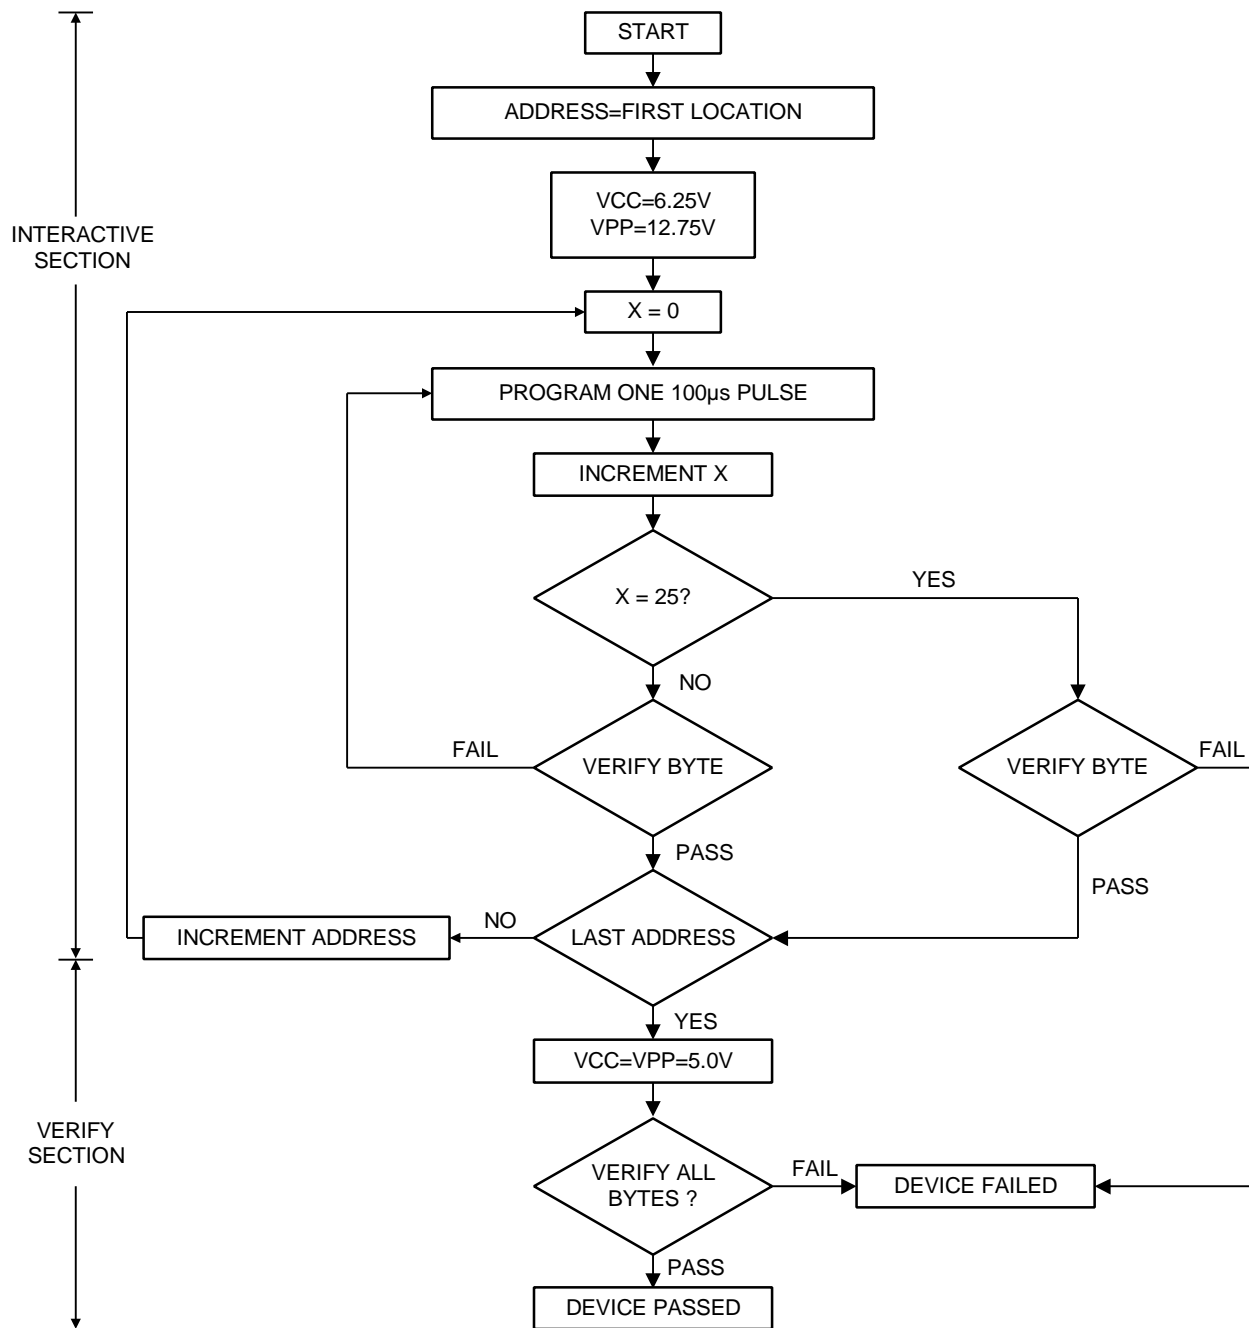 START
ADDRESS=FIRST LOCATION
VCC=6.25V
VPP=12.75V
INTERACTIVE
SECTION
X = 0
PROGRAM ONE 100µs PULSE
INCREMENT X
X = 25?
YES
NO
FAIL
VERIFY BYTE
VERIFY BYTE
FAIL
PASS
PASS
INCREMENT ADDRESS
NO
LAST ADDRESS
YES
VCC=VPP=5.0V
VERIFY
SECTION
VERIFY ALL
BYTES ?
FAIL
DEVICE FAILED
PASS
DEVICE PASSED